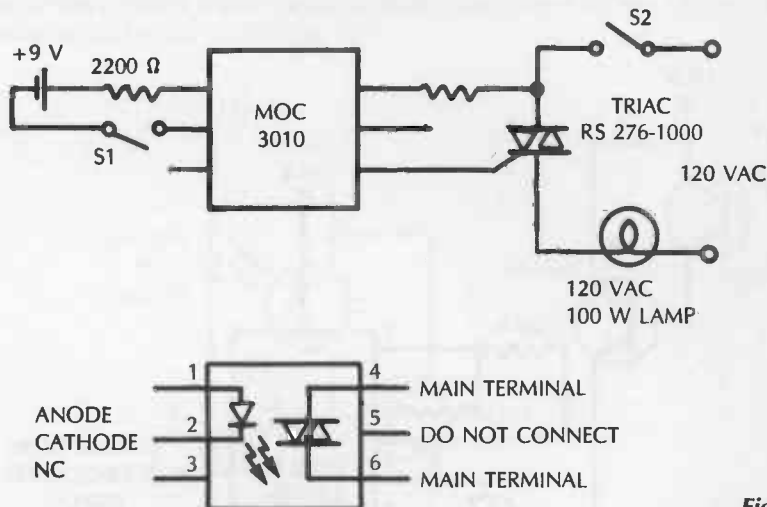 S2
+9 V
2200 Ω
MOC
3010
TRIAC
RS 276-1000
S1
120 VAC
120 VAC
100 W LAMP
1
4
MAIN TERMINAL
ANODE
5
DO NOT CONNECT
CATHODE
2
NC
3
6
MAIN TERMINAL